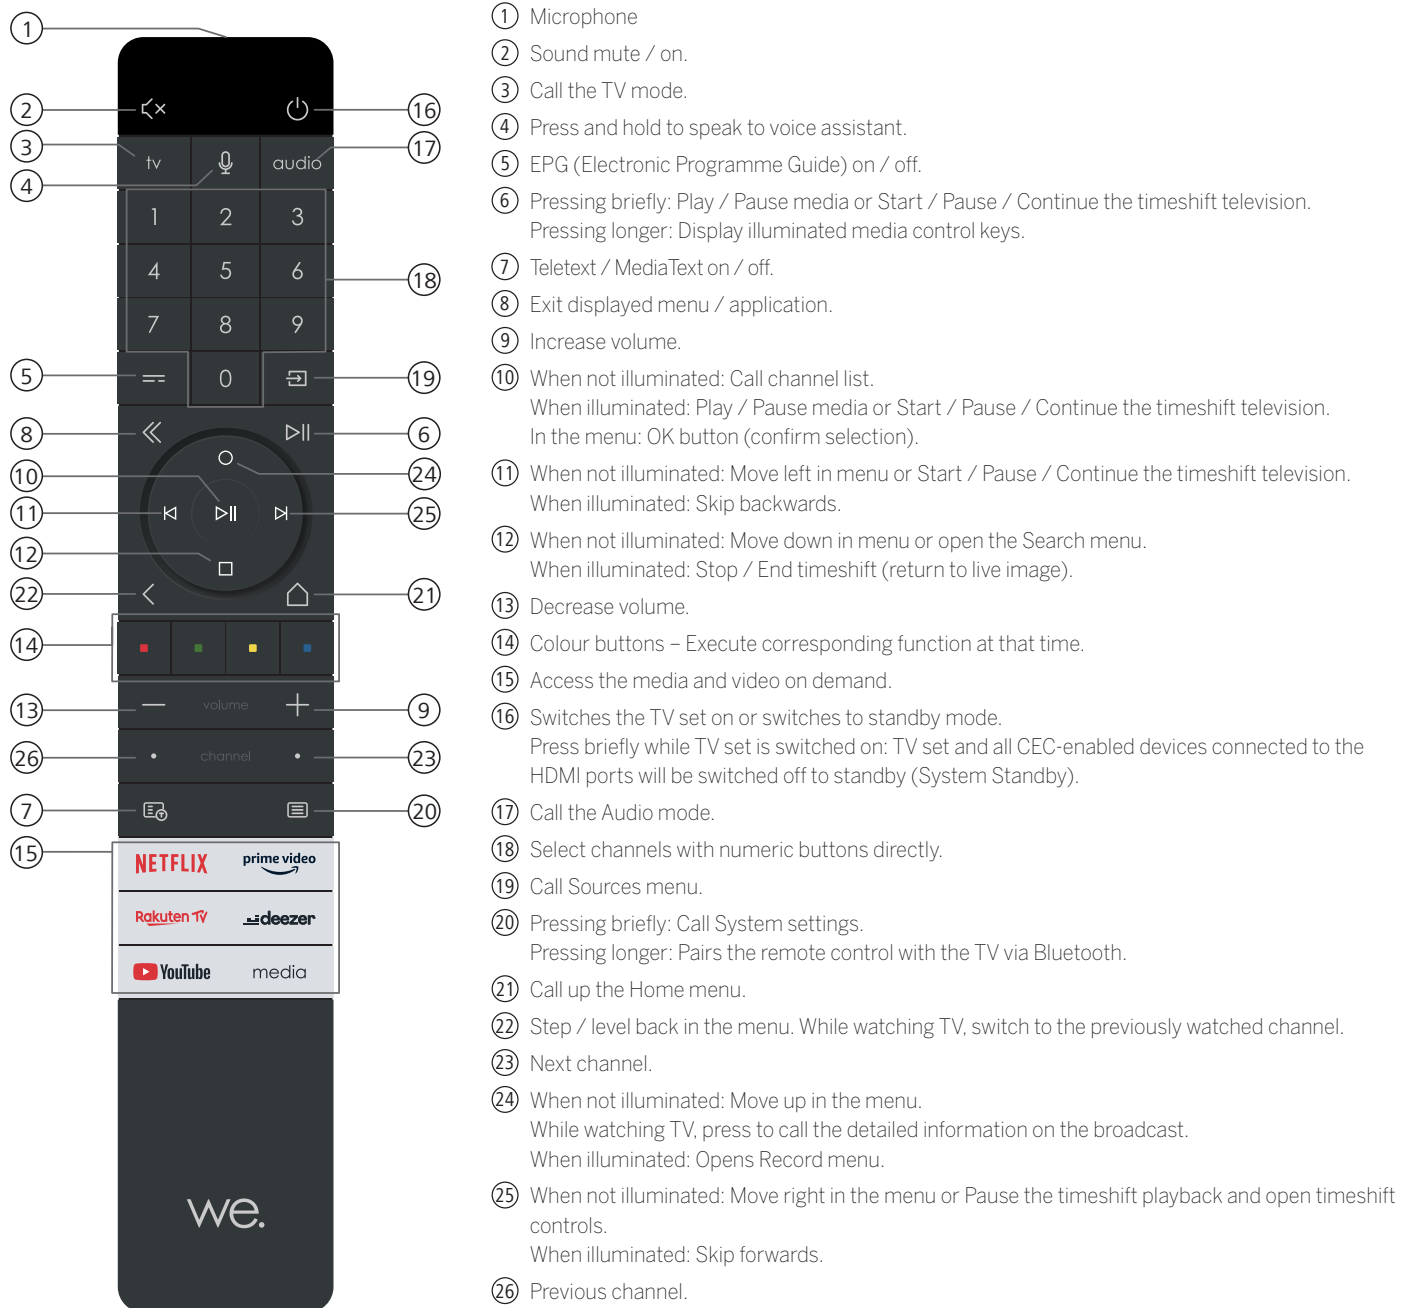 1
2
3
4
5
8
10
11
12
22
14
13
26
7
15
tv
audio
1 2 3
4 5 6
7 8 9
0
volume
channel
NETFLIX prime video
Rakuten TV deezer
YouTube media
we.
16
17
18
19
6
24
25
21
9
23
20
1 Microphone
2 Sound mute / on.
3 Call the TV mode.
4 Press and hold to speak to voice assistant.
5 EPG (Electronic Programme Guide) on / off.
6 Pressing briefly: Play / Pause media or Start / Pause / Continue the timeshift television.
Pressing longer: Display illuminated media control keys.
7 Teletext / MediaText on / off.
8 Exit displayed menu / application.
9 Increase volume.
10 When not illuminated: Call channel list.
When illuminated: Play / Pause media or Start / Pause / Continue the timeshift television.
In the menu: OK button (confirm selection).
11 When not illuminated: Move left in menu or Start / Pause / Continue the timeshift television.
When illuminated: Skip backwards.
12 When not illuminated: Move down in menu or open the Search menu.
When illuminated: Stop / End timeshift (return to live image).
13 Decrease volume.
14 Colour buttons – Execute corresponding function at that time.
15 Access the media and video on demand.
16 Switches the TV set on or switches to standby mode.
Press briefly while TV set is switched on: TV set and all CEC-enabled devices connected to the
HDMI ports will be switched off to standby (System Standby).
17 Call the Audio mode.
18 Select channels with numeric buttons directly.
19 Call Sources menu.
20 Pressing briefly: Call System settings.
Pressing longer: Pairs the remote control with the TV via Bluetooth.
21 Call up the Home menu.
22 Step / level back in the menu. While watching TV, switch to the previously watched channel.
23 Next channel.
24 When not illuminated: Move up in the menu.
While watching TV, press to call the detailed information on the broadcast.
When illuminated: Opens Record menu.
25 When not illuminated: Move right in the menu or Pause the timeshift playback and open timeshift
controls.
When illuminated: Skip forwards.
26 Previous channel.